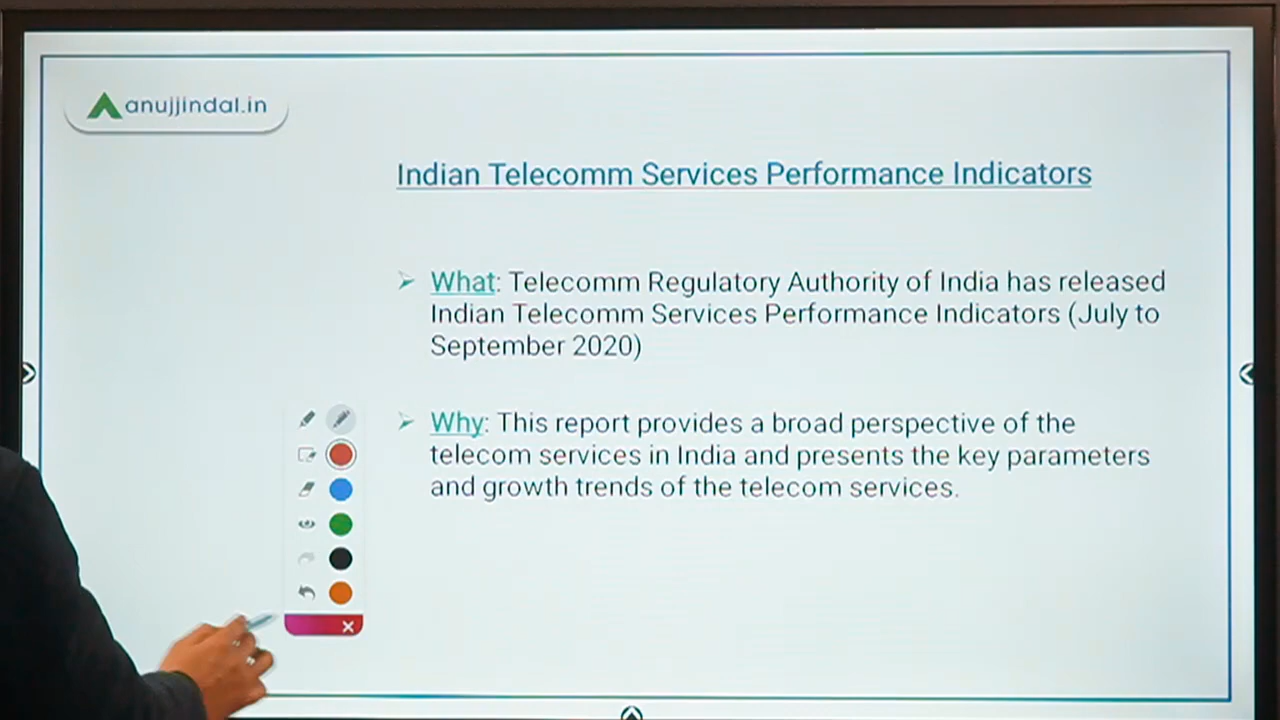 anujjindal.in
Indian Telecomm Services Performance Indicators
What: Telecomm Regulatory Authority of India has released
Indian Telecomm Services Performance Indicators (July to
September 2020)
Why: This report provides a broad perspective of the
telecom services in India and presents the key parameters
and growth trends of the telecom services.